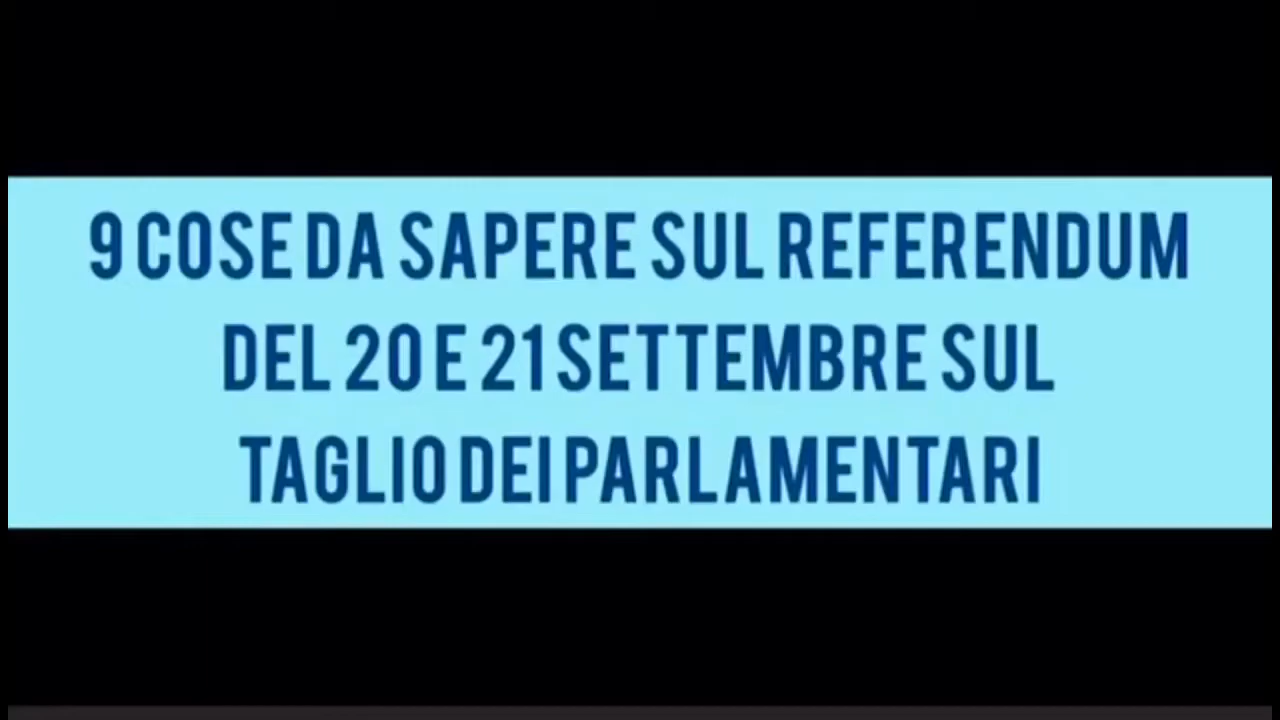 9 COSE DA SAPERE SUL REFERENDUM
DEL 20 E 21 SETTEMBRE SUL
TAGLIO DEI PARLAMENTARI